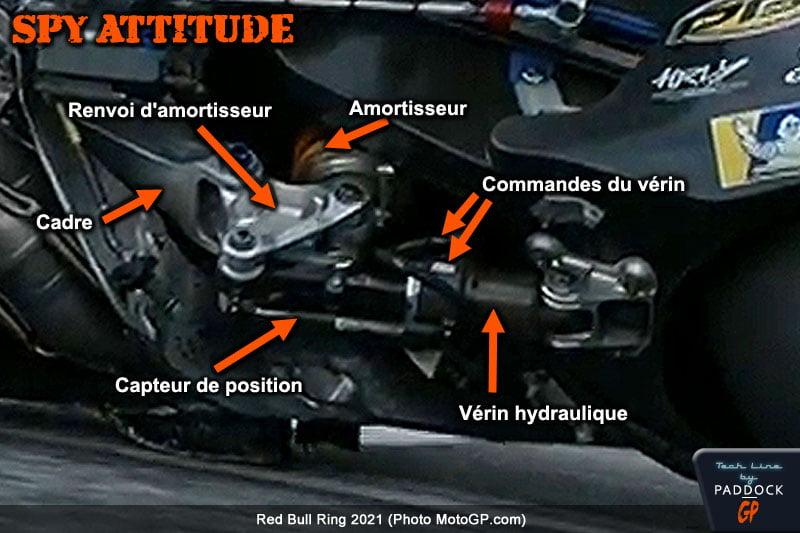 SPY ATTITUDE
Renvoi d'amortisseur
Amortisseur
Commandes du vérin
Cadre
Capteur de position
Vérin hydraulique
Tech Line
by
PADDOCK
GP
Red Bull Ring 2021 (Photo MotoGP.com)